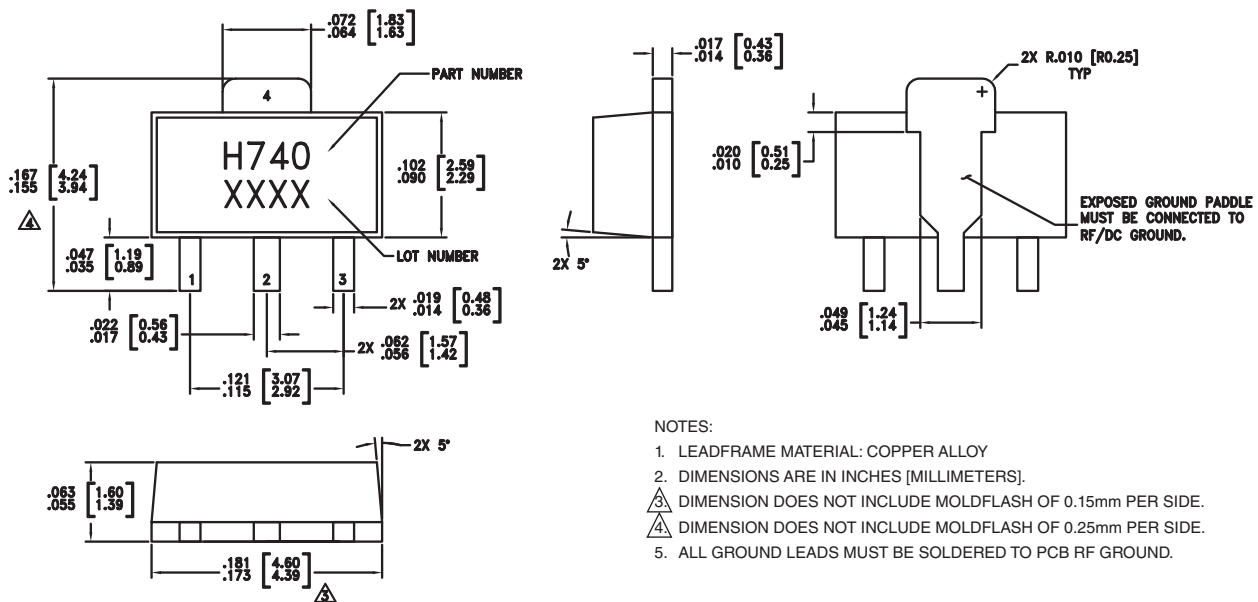 .072 [1.83]
.064 [1.63]
PART NUMBER
4
H740
XXXX
.167 [4.24]
.155 [3.94]
4
.102 [2.59]
.090 [2.29]
.047 [1.19]
.035 [0.89]
LOT NUMBER
1
2
3
2X .019 [0.48]
.014 [0.36]
.022 [0.56]
.017 [0.43]
2X .062 [1.57]
.056 [1.42]
.121 [3.07]
.115 [2.92]
.017 [0.43]
.014 [0.36]
2X 5°
2X R.010 [R0.25]
TYP
.020 [0.51]
.010 [0.25]
EXPOSED GROUND PADDLE
MUST BE CONNECTED TO
RF/DC GROUND.
.049 [1.24]
.045 [1.14]
2X 5°
.063 [1.60]
.055 [1.39]
.181 [4.60]
.173 [4.39]
3
NOTES:
1. LEADFRAME MATERIAL: COPPER ALLOY
2. DIMENSIONS ARE IN INCHES [MILLIMETERS].
3. DIMENSION DOES NOT INCLUDE MOLDFLASH OF 0.15mm PER SIDE.
4. DIMENSION DOES NOT INCLUDE MOLDFLASH OF 0.25mm PER SIDE.
5. ALL GROUND LEADS MUST BE SOLDERED TO PCB RF GROUND.